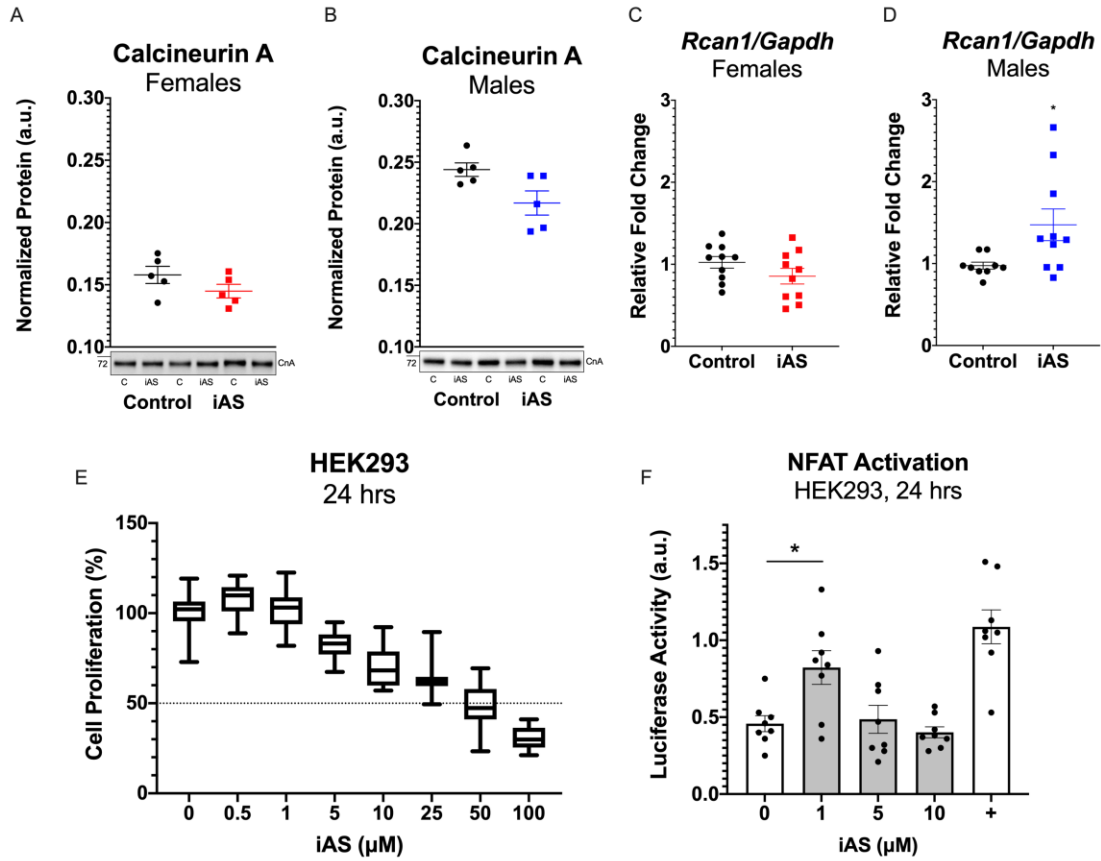 A
Calcineurin A
Females
Normalized Protein (a.u.)
0.30
0.25
0.20
0.15
0.10
72
CnA
C iAS C iAS C iAS
Control iAS
B
Calcineurin A
Males
Normalized Protein (a.u.)
0.30
0.25
0.20
0.15
0.10
72
CnA
C iAS C iAS C iAS
Control iAS
C
Rcan1/Gapdh
Females
Relative Fold Change
3
2
1
0
Control iAS
D
Rcan1/Gapdh
Males
Relative Fold Change
3
2
1
0
*
Control iAS
E
HEK293
24 hrs
Cell Proliferation (%)
150
100
50
0
0 0.5 1 5 10 25 50 100
iAS (µM)
F
NFAT Activation
HEK293, 24 hrs
Luciferase Activity (a.u.)
1.5
1.0
0.5
0.0
*
0 1 5 10 +
iAS (µM)